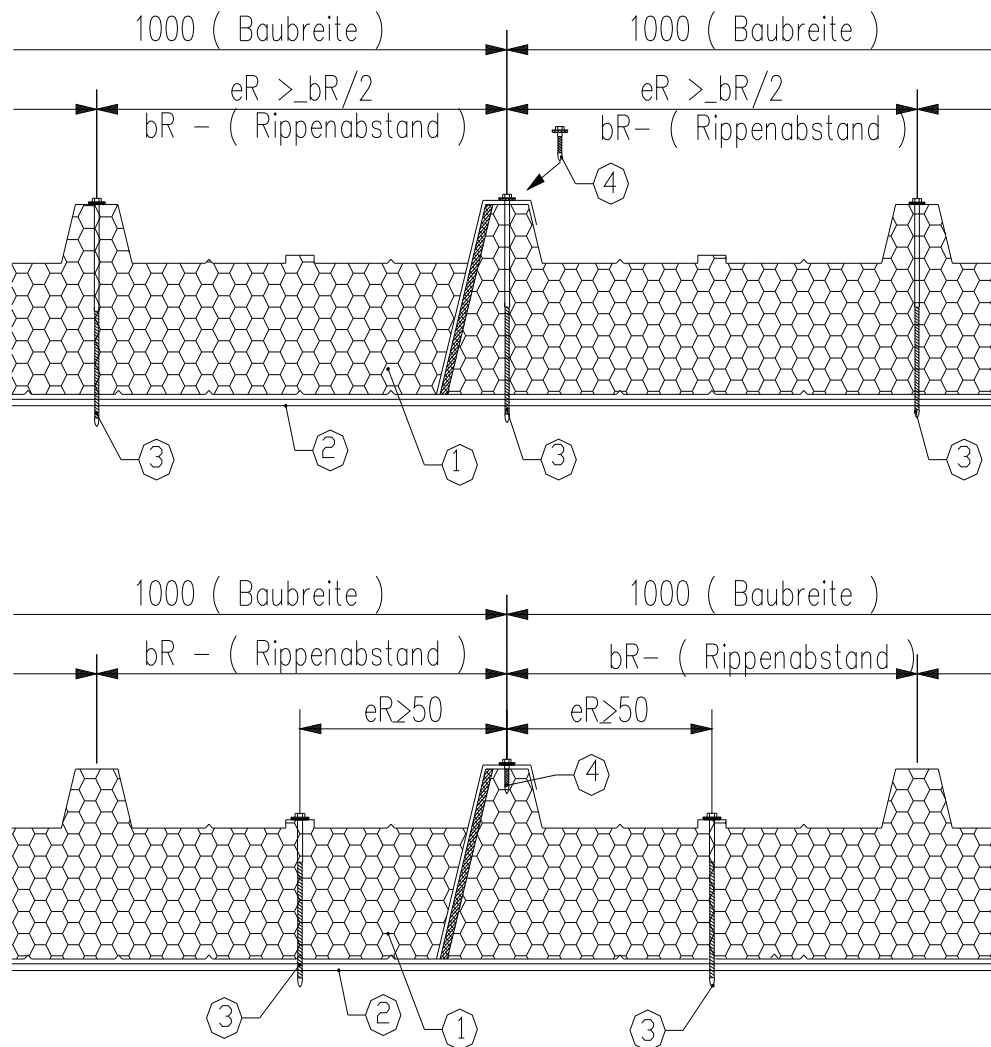 1000 ( Baubreite ) 1000 ( Baubreite )
eR >_bR/2 eR >_bR/2
bR - ( Rippenabstand ) bR- ( Rippenabstand )
4
3 2 1 3 3
1000 ( Baubreite ) 1000 ( Baubreite )
bR - ( Rippenabstand ) bR- ( Rippenabstand )
eR≥50 eR≥50
4
3 2 1 3